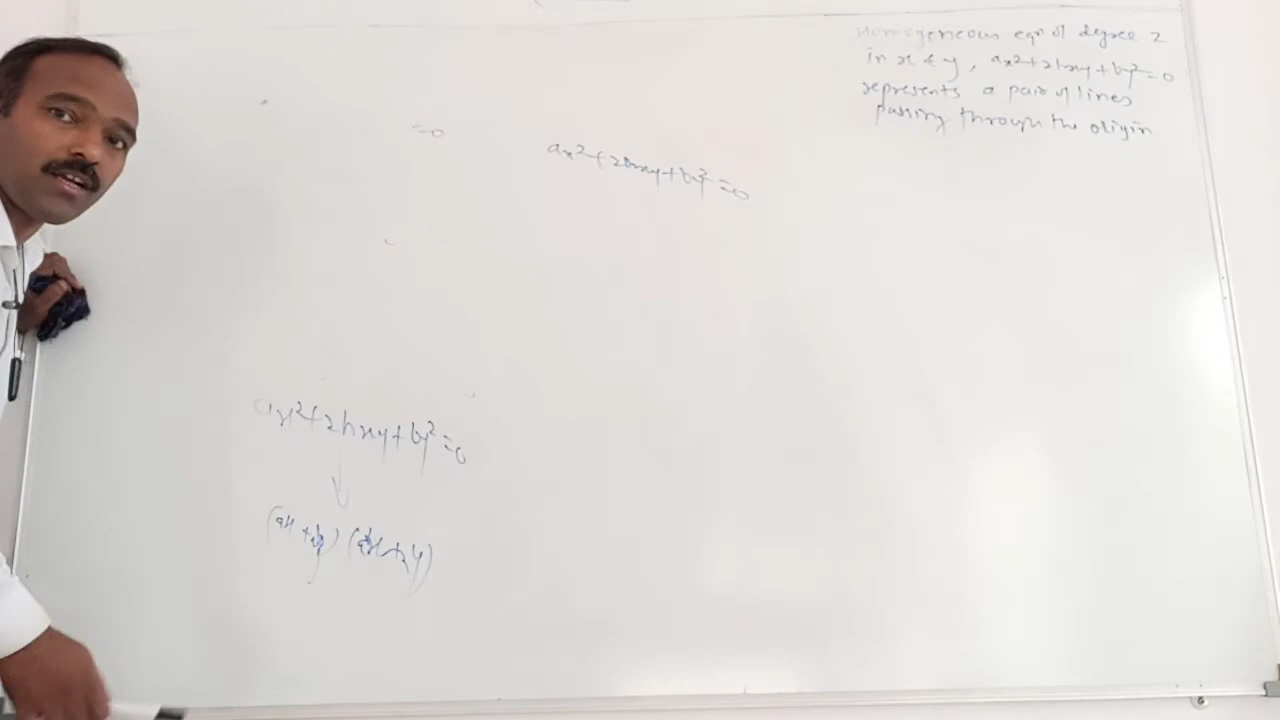 Homogeneous eqn of degree 2
in x & y, ax²+2hxy+by²=0
represents a pair of lines
passing through the origin
=0
ax²+2hxy+by²=0
ax²+2hxy+by²=0
↓